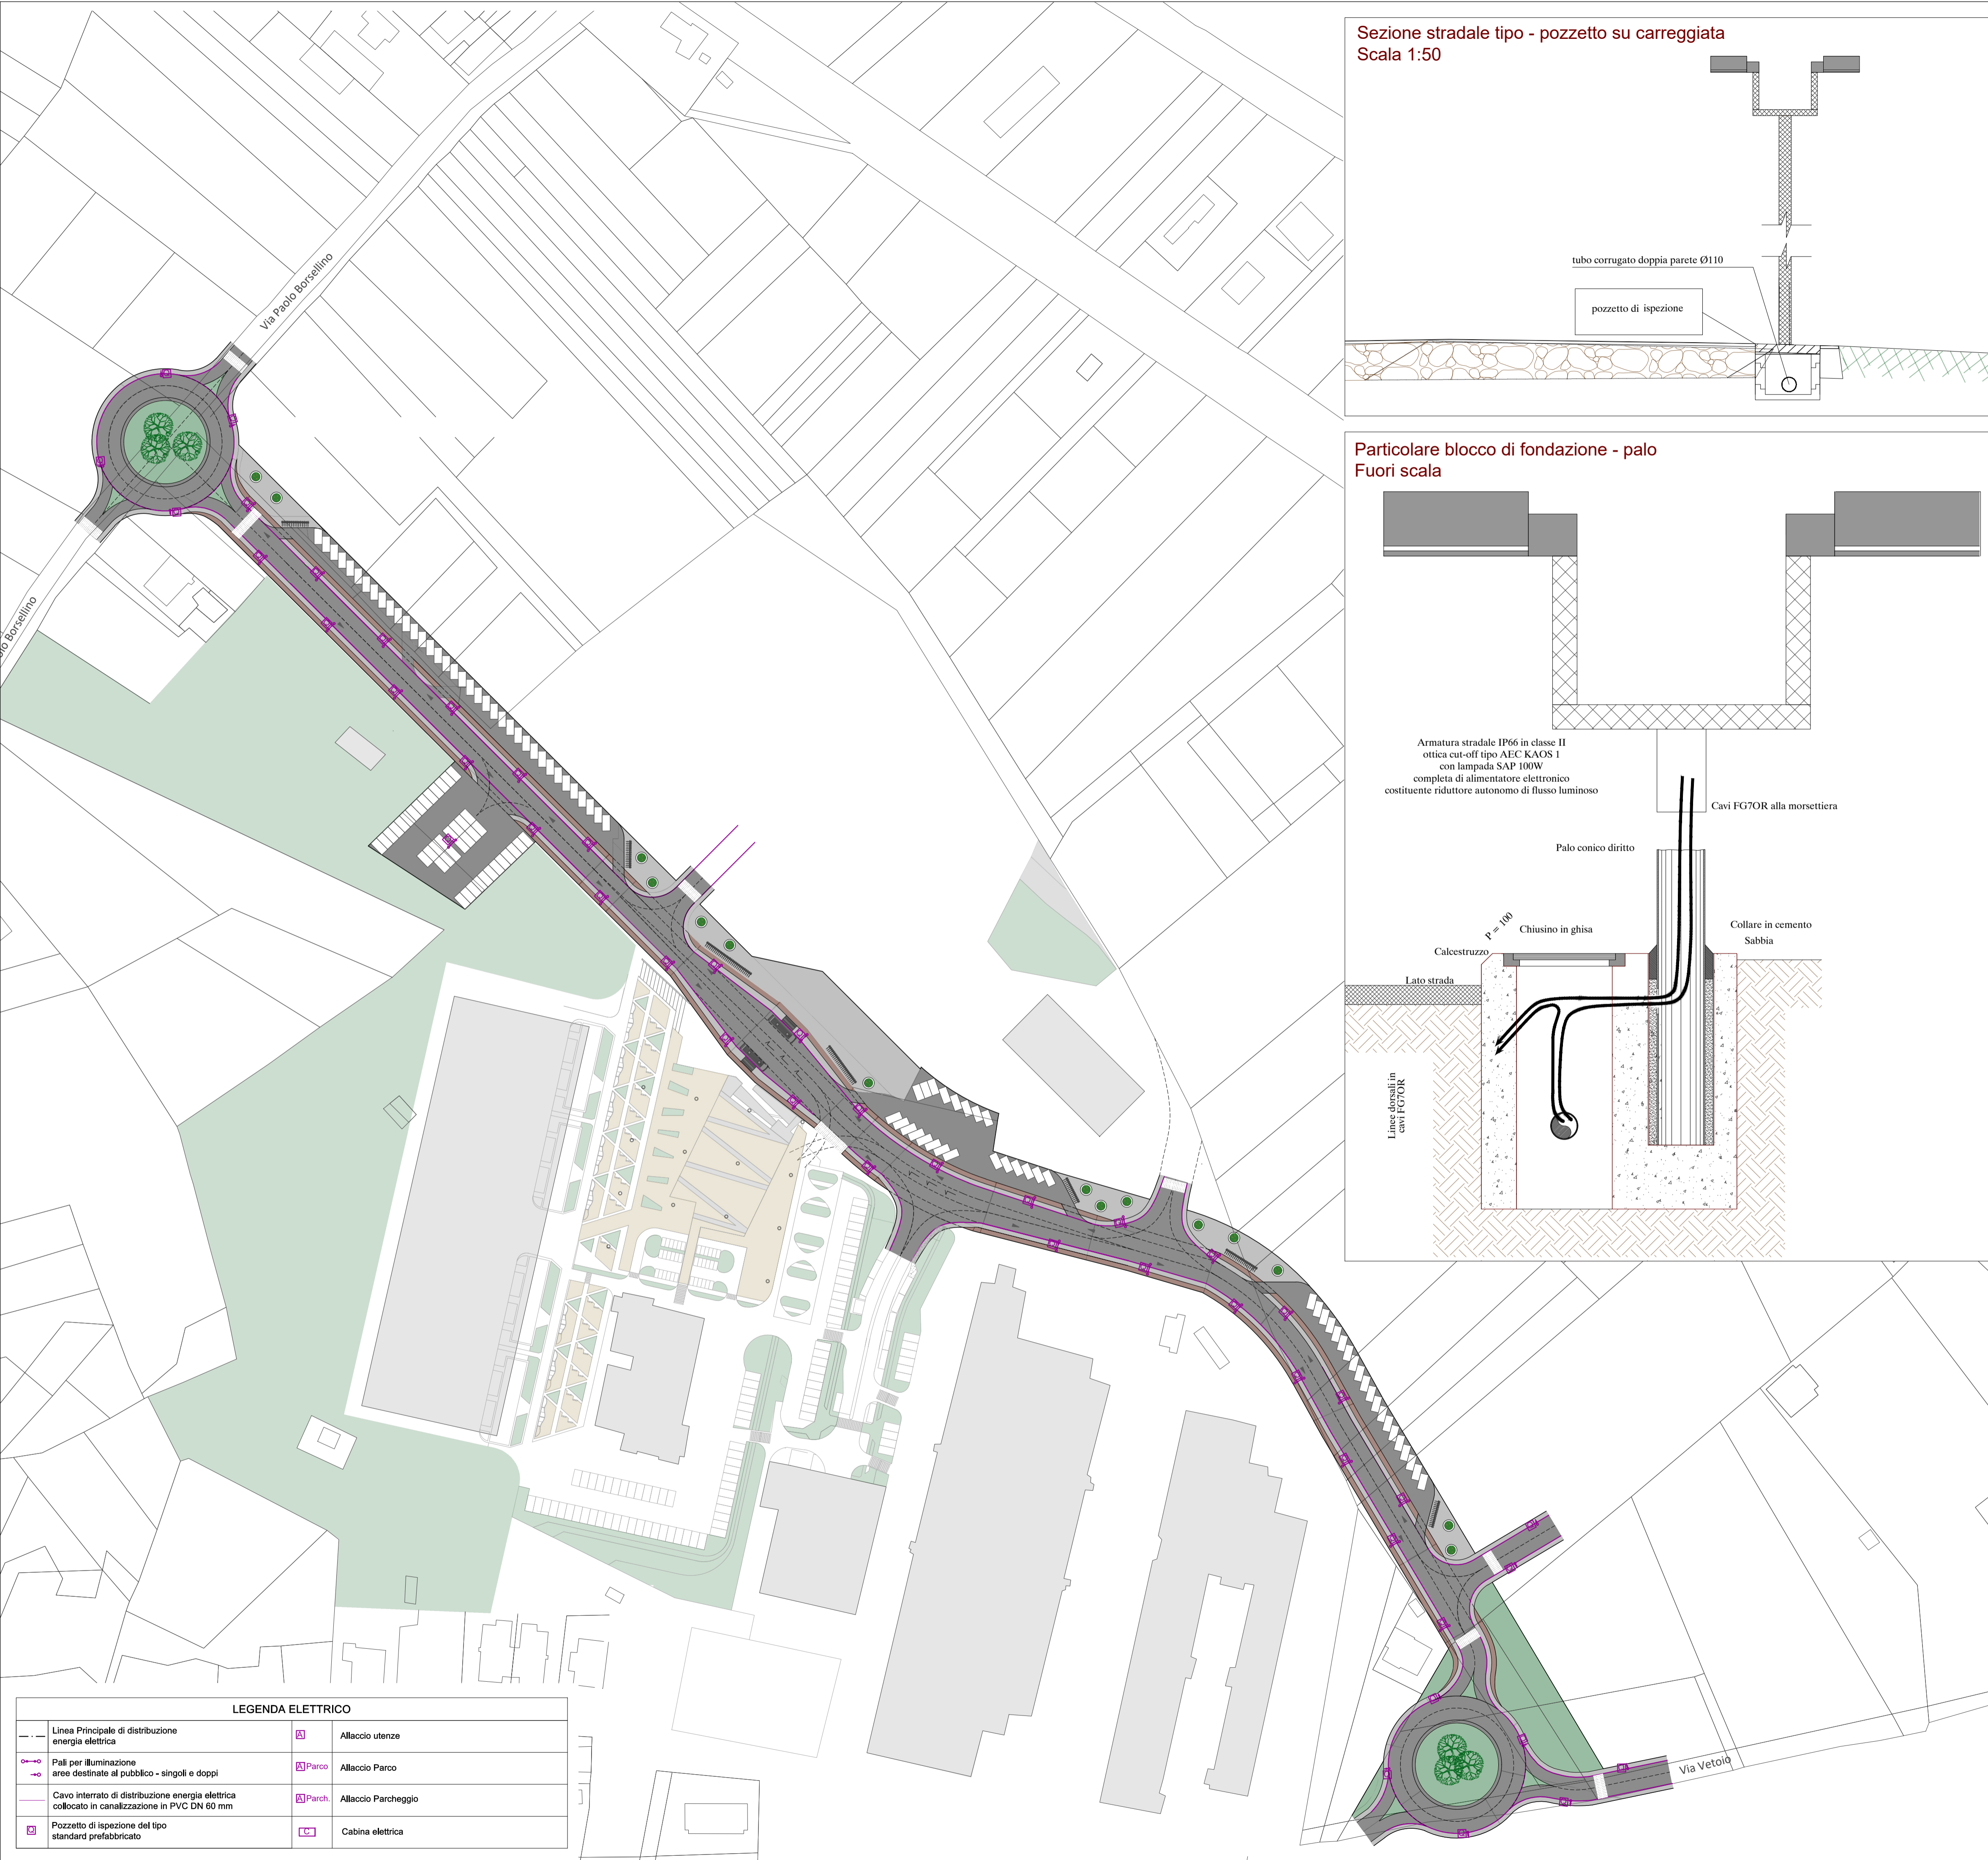 Sezione stradale tipo - pozzetto su carreggiata
Scala 1:50
tubo corrugato doppia parete Ø110
pozzetto di ispezione
Particolare blocco di fondazione - palo
Fuori scala
Armatura stradale IP66 in classe II
ottica cut-off tipo AEC KAOS 1
con lampada SAP 100W
completa di alimentatore elettronico
costituente riduttore autonomo di flusso luminoso
Cavi FG7OR alla morsettiera
Palo conico diritto
P = 100
Chiusino in ghisa
Collare in cemento
Sabbia
Calcestruzzo
Lato strada
Linee dorsali in
cavi FG7OR
Via Paolo Borsellino
olo Borsellino
Via Vetoio
LEGENDA ELETTRICO
Linea Principale di distribuzione
energia elettrica
A
Allaccio utenze
Pali per illuminazione
aree destinate al pubblico - singoli e doppi
A Parco
Allaccio Parco
Cavo interrato di distribuzione energia elettrica
collocato in canalizzazione in PVC DN 60 mm
A Parch.
Allaccio Parcheggio
Pozzetto di ispezione del tipo
standard prefabbricato
C
Cabina elettrica